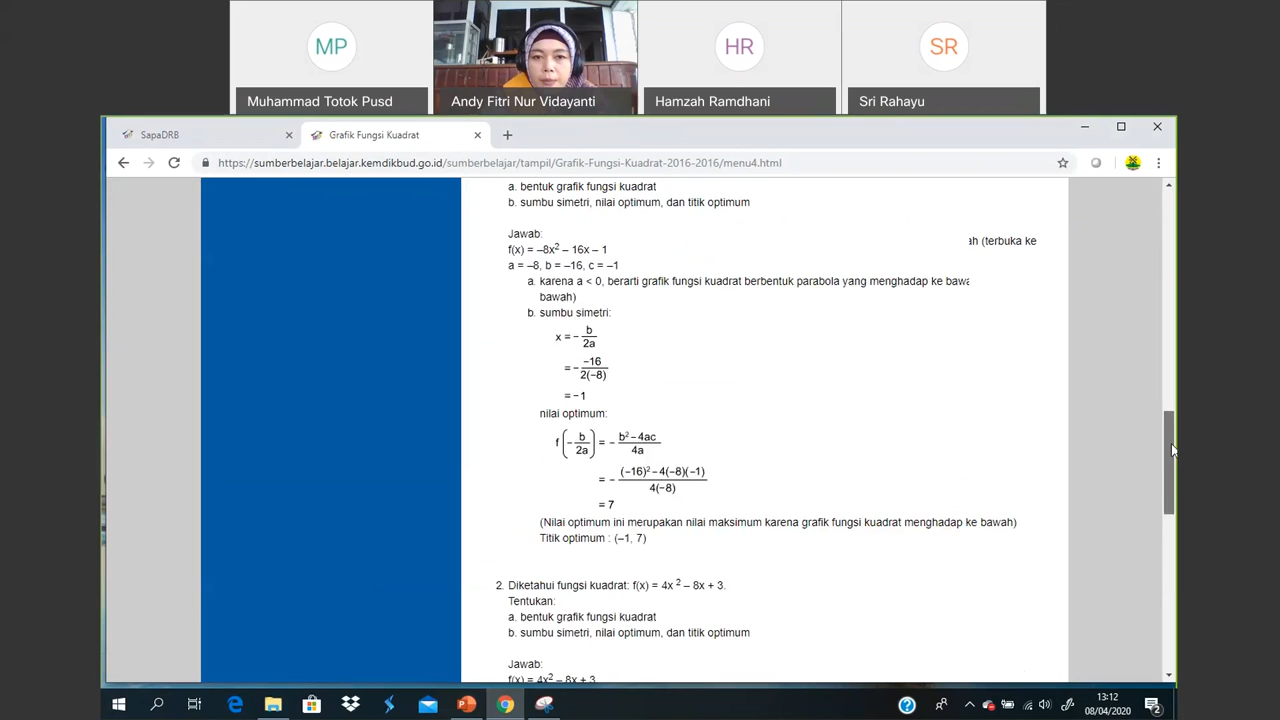 MP
HR
SR
Muhammad Totok Pusd
Andy Fitri Nur Vidayanti
Hamzah Ramdhani
Sri Rahayu
SapaDRB
Grafik Fungsi Kuadrat
https://sumberbelajar.belajar.kemdikbud.go.id/sumberbelajar/tampil/Grafik-Fungsi-Kuadrat-2016-2016/menu4.html
a. bentuk grafik fungsi kuadrat
b. sumbu simetri, nilai optimum, dan titik optimum
Jawab:
f(x) = –8x² – 16x – 1
ah (terbuka ke
a = –8, b = –16, c = –1
a. karena a < 0, berarti grafik fungsi kuadrat berbentuk parabola yang menghadap ke bawa
bawah)
b. sumbu simetri:
x = – b/2a
= – –16/2(–8)
= –1
nilai optimum:
f(– b/2a) = – b² – 4ac/4a
= – (–16)² – 4(–8)(–1)/4(–8)
= 7
(Nilai optimum ini merupakan nilai maksimum karena grafik fungsi kuadrat menghadap ke bawah)
Titik optimum : (–1, 7)
2. Diketahui fungsi kuadrat: f(x) = 4x ² – 8x + 3.
Tentukan:
a. bentuk grafik fungsi kuadrat
b. sumbu simetri, nilai optimum, dan titik optimum
Jawab:
f(x) = 4x² – 8x + 3
13:12
08/04/2020
2